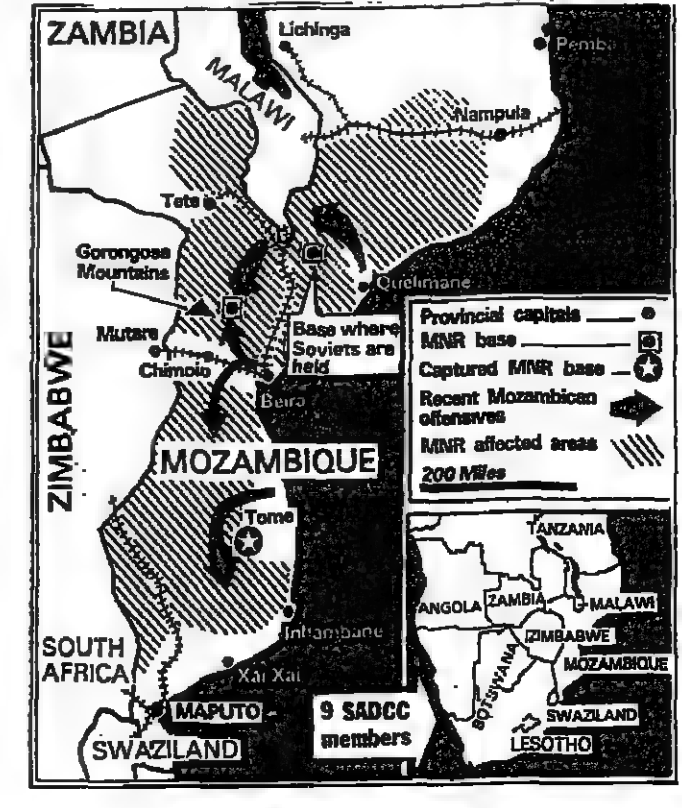 ZAMBIA
Lichinga
Pemba
MALAWI
Nampula
Tete
Gorongosa
Mountains
Quelimane
Mutare
Chimoio
Base where
Soviets are
held
Beira
ZIMBABWE
MOZAMBIQUE
Tome
Inhambane
SOUTH
AFRICA
Xai Xai
MAPUTO
SWAZILAND
Provincial capitals
MNR base
Captured MNR base
Recent Mozambican
offensives
MNR affected areas
200 Miles
9 SADCC
members
TANZANIA
ANGOLA
ZAMBIA
MALAWI
ZIMBABWE
MOZAMBIQUE
BOTSWANA
SWAZILAND
LESOTHO